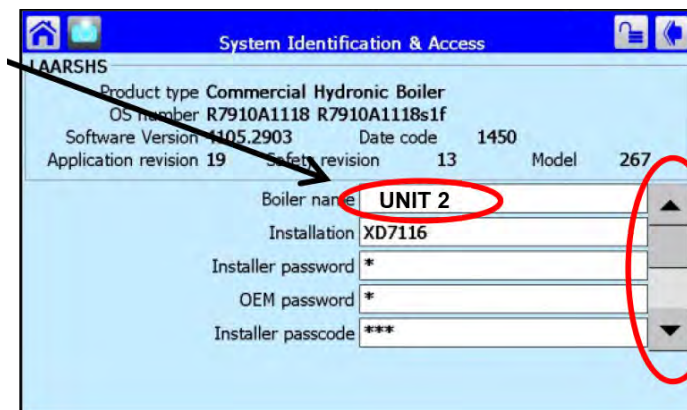 System Identification & Access
LAARSHS
Product type Commercial Hydronic Boiler
OS number R7910A1118 R7910A1118s1f
Software Version 4105.2903 Date code 1450
Application revision 19 Safety revision 13 Model 267
Boiler name UNIT 2
Installation XD7116
Installer password *
OEM password *
Installer passcode ***